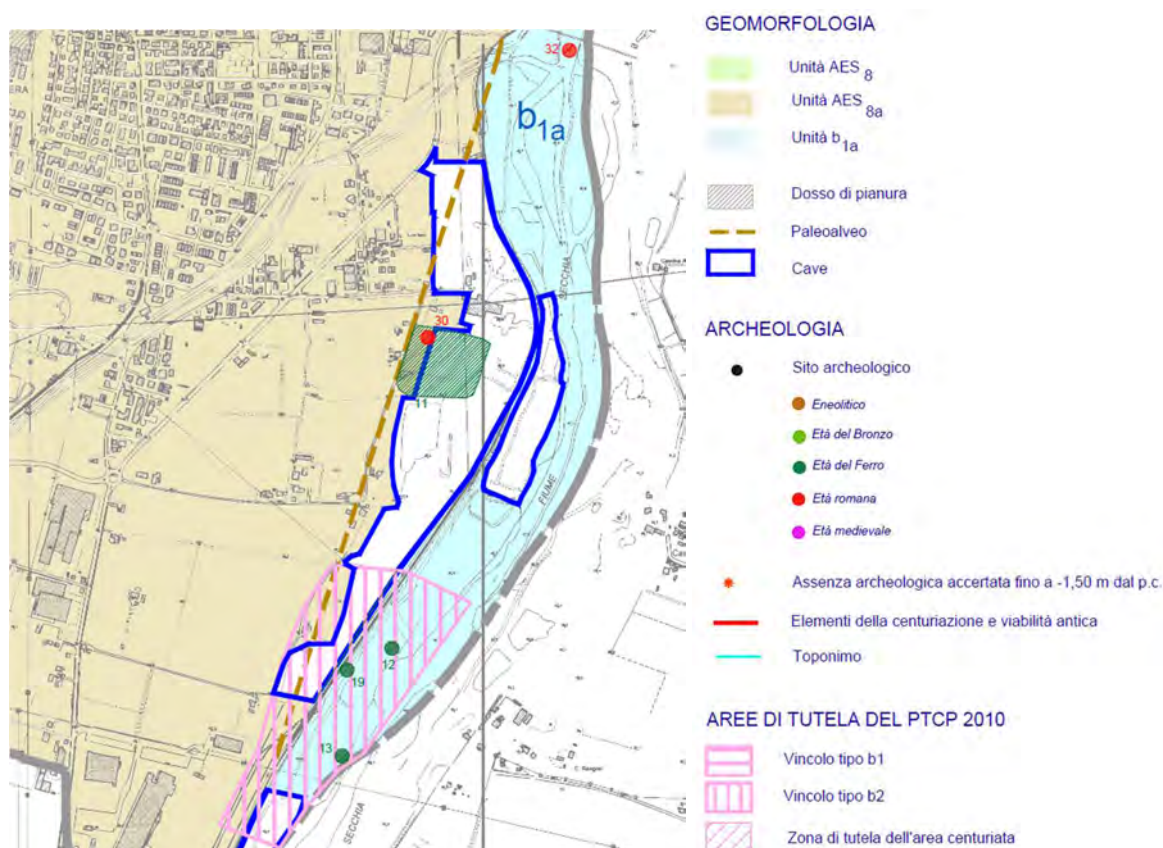 32
b1a
30
11
SECCHIA
FIUME
12
19
13
SECCHIA
GEOMORFOLOGIA
Unità AES 8
Unità AES 8a
Unità b 1a
Dosso di pianura
Paleoalveo
Cave
ARCHEOLOGIA
Sito archeologico
Eneolitico
Età del Bronzo
Età del Ferro
Età romana
Età medievale
Assenza archeologica accertata fino a -1,50 m dal p.c.
Elementi della centuriazione e viabilità antica
Toponimo
AREE DI TUTELA DEL PTCP 2010
Vincolo tipo b1
Vincolo tipo b2
Zona di tutela dell'area centuriata